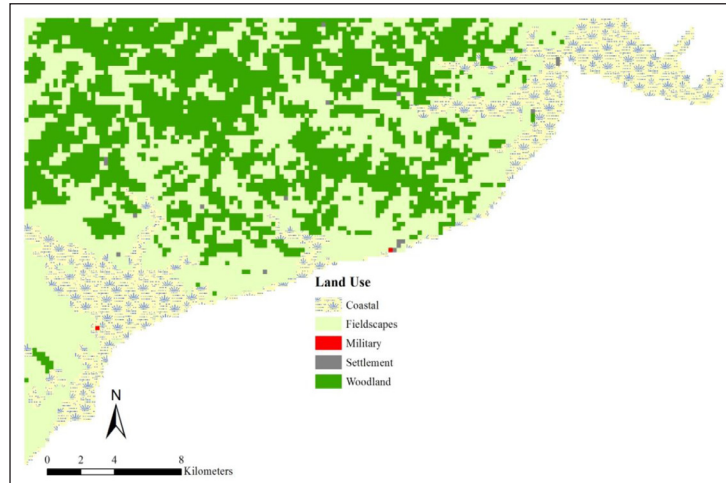 Land Use
Coastal
Fieldscapes
Military
Settlement
Woodland
N
0 2 4 8
Kilometers